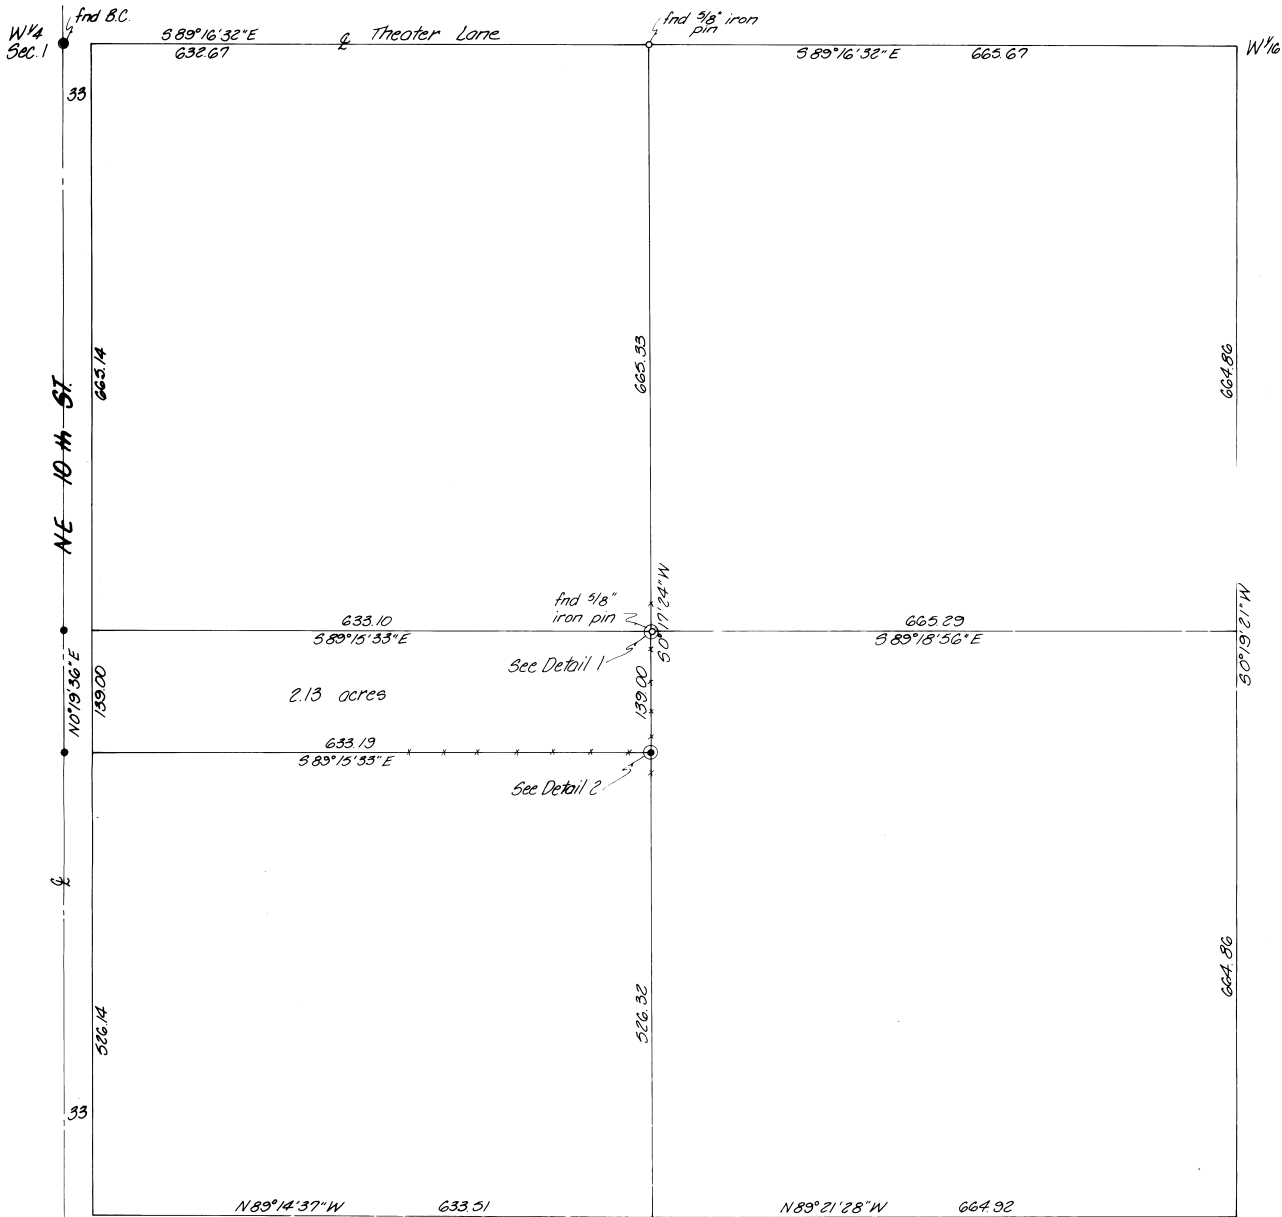 fnd B.C.
W 1/4
Sec. 1
S 89°16'32" E
632.67
℄ Theater Lane
fnd 5/8" iron
pin
S 89°16'32" E 665.67
W 1/16
33
665.14
665.33
664.86
NE 10th ST.
fnd 5/8"
iron pin
S0°17'24" W
633.10
S 89°15'33" E
665.29
S 89°18'56" E
S0°19'21" W
See Detail 1
N0°19'36" E
139.00
2.13 acres
139.00
633.19
S 89°15'33" E
See Detail 2
℄
526.14
526.32
664.86
33
N 89°14'37" W 633.51
N 89°21'28" W 664.92